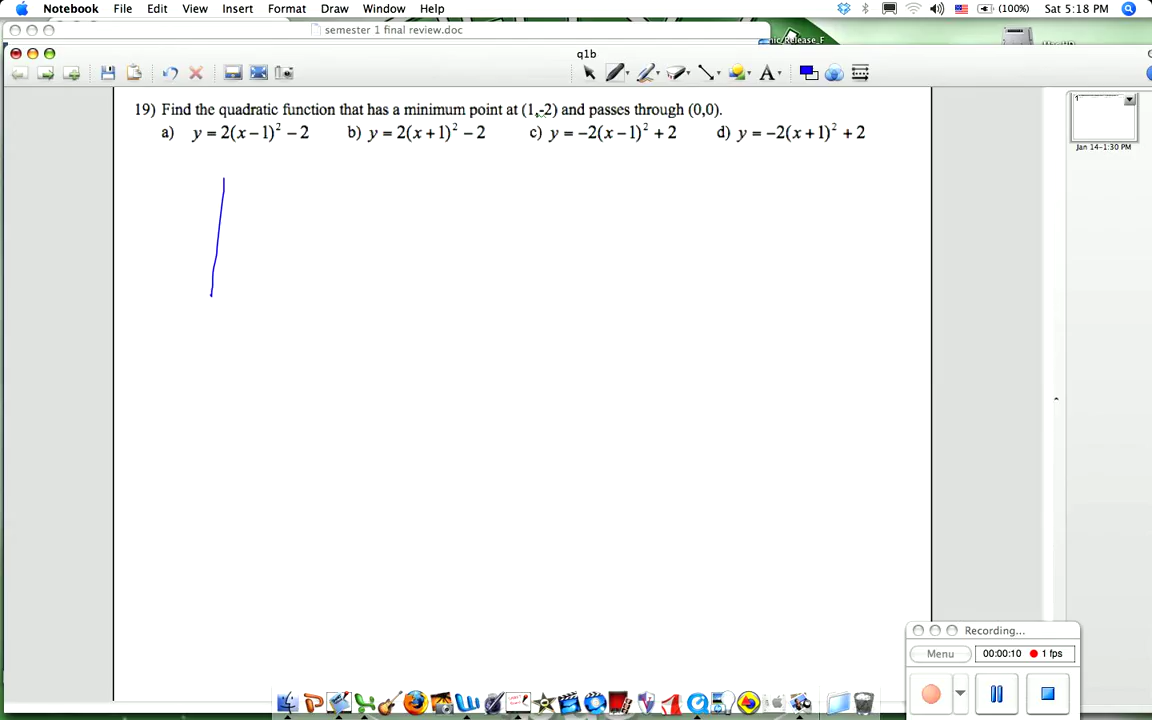 Notebook File Edit View Insert Format Draw Window Help (100%) Sat 5:18 PM
semester 1 final review.doc
q1b
19) Find the quadratic function that has a minimum point at (1,-2) and passes through (0,0).
a) y = 2(x−1)² − 2 b) y = 2(x+1)² − 2 c) y = −2(x−1)² + 2 d) y = −2(x+1)² + 2
1
Jan 14-1:30 PM
Recording...
Menu 00:00:10 1 fps